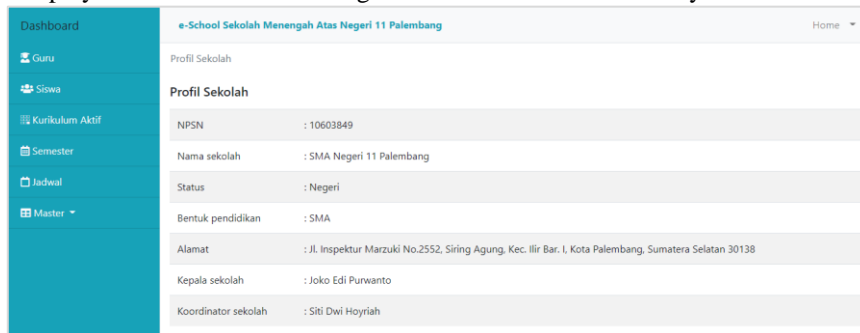 Dashboard
e-School Sekolah Menengah Atas Negeri 11 Palembang
Home
Guru
Siswa
Kurikulum Aktif
Semester
Jadwal
Master
Profil Sekolah
Profil Sekolah
NPSN : 10603849
Nama sekolah : SMA Negeri 11 Palembang
Status : Negeri
Bentuk pendidikan : SMA
Alamat : Jl. Inspektur Marzuki No.2552, Siring Agung, Kec. Ilir Bar. I, Kota Palembang, Sumatera Selatan 30138
Kepala sekolah : Joko Edi Purwanto
Koordinator sekolah : Siti Dwi Hoyriah